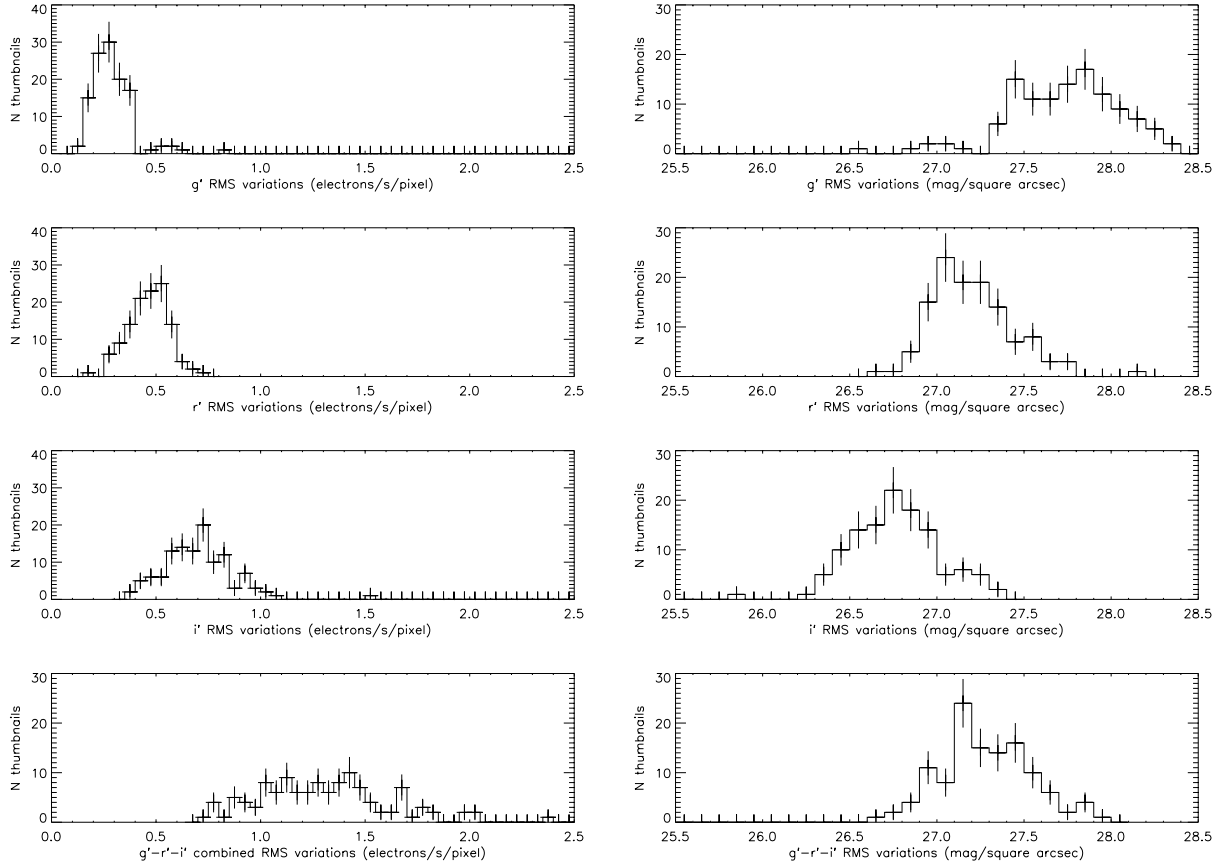 40
30
20
10
0
N thumbnails
0.0 0.5 1.0 1.5 2.0 2.5
g' RMS variations (electrons/s/pixel)
30
20
10
0
N thumbnails
25.5 26.0 26.5 27.0 27.5 28.0 28.5
g' RMS variations (mag/square arcsec)
40
30
20
10
0
N thumbnails
0.0 0.5 1.0 1.5 2.0 2.5
r' RMS variations (electrons/s/pixel)
30
20
10
0
N thumbnails
25.5 26.0 26.5 27.0 27.5 28.0 28.5
r' RMS variations (mag/square arcsec)
40
30
20
10
0
N thumbnails
0.0 0.5 1.0 1.5 2.0 2.5
i' RMS variations (electrons/s/pixel)
30
20
10
0
N thumbnails
25.5 26.0 26.5 27.0 27.5 28.0 28.5
i' RMS variations (mag/square arcsec)
30
20
10
0
N thumbnails
0.0 0.5 1.0 1.5 2.0 2.5
g'-r'-i' combined RMS variations (electrons/s/pixel)
30
20
10
0
N thumbnails
25.5 26.0 26.5 27.0 27.5 28.0 28.5
g'-r'-i' RMS variations (mag/square arcsec)